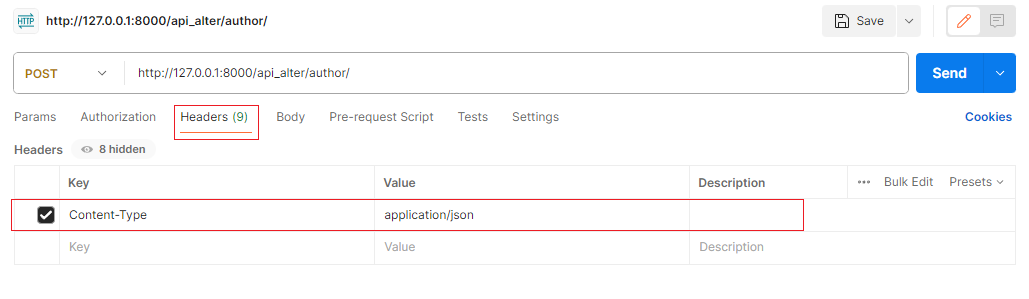 HTTP http://127.0.0.1:8000/api_alter/author/ Save
POST http://127.0.0.1:8000/api_alter/author/ Send
Params Authorization Headers (9) Body Pre-request Script Tests Settings Cookies
Headers 8 hidden
Key Value Description ••• Bulk Edit Presets
Content-Type application/json
Key Value Description